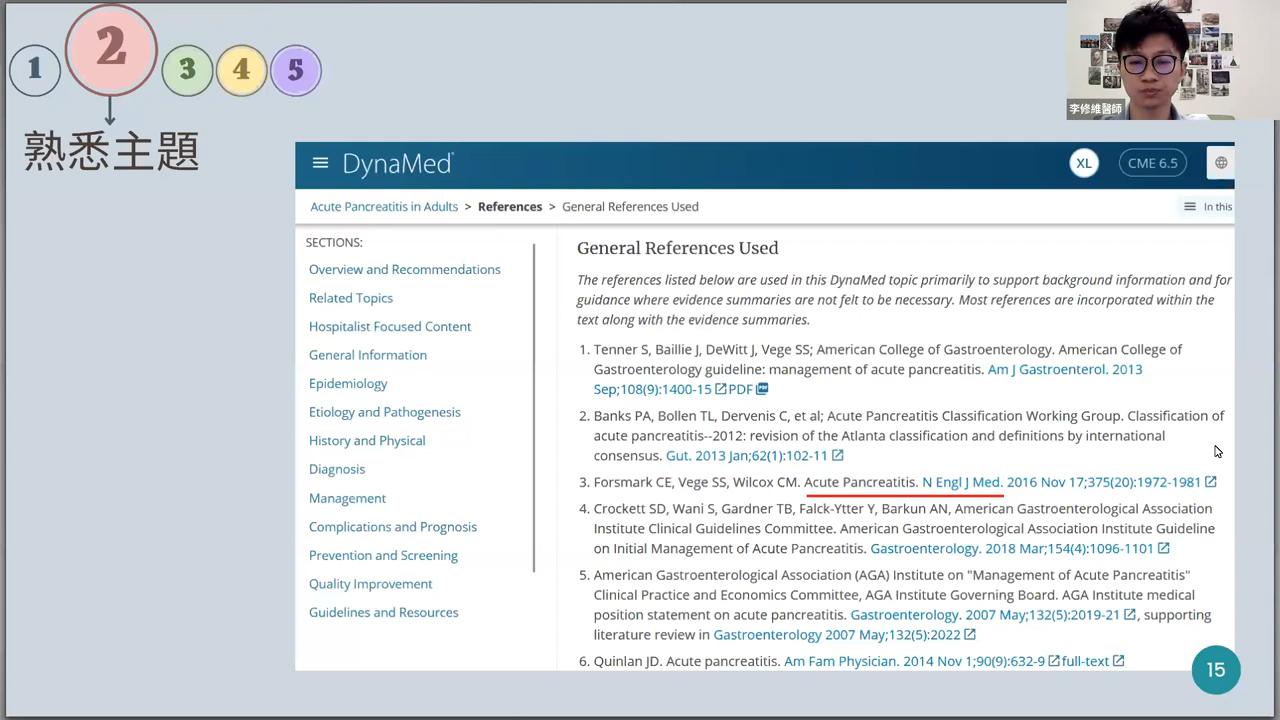 1
2
3
4
5
熟悉主題
李修維醫師
DynaMed
XL
CME 6.5
Acute Pancreatitis in Adults > References > General References Used
In this
SECTIONS:
Overview and Recommendations
Related Topics
Hospitalist Focused Content
General Information
Epidemiology
Etiology and Pathogenesis
History and Physical
Diagnosis
Management
Complications and Prognosis
Prevention and Screening
Quality Improvement
Guidelines and Resources
General References Used
The references listed below are used in this DynaMed topic primarily to support background information and for
guidance where evidence summaries are not felt to be necessary. Most references are incorporated within the
text along with the evidence summaries.
1. Tenner S, Baillie J, DeWitt J, Vege SS; American College of Gastroenterology. American College of
Gastroenterology guideline: management of acute pancreatitis. Am J Gastroenterol. 2013
Sep;108(9):1400-15 PDF
2. Banks PA, Bollen TL, Dervenis C, et al; Acute Pancreatitis Classification Working Group. Classification of
acute pancreatitis--2012: revision of the Atlanta classification and definitions by international
consensus. Gut. 2013 Jan;62(1):102-11
3. Forsmark CE, Vege SS, Wilcox CM. Acute Pancreatitis. N Engl J Med. 2016 Nov 17;375(20):1972-1981
4. Crockett SD, Wani S, Gardner TB, Falck-Ytter Y, Barkun AN, American Gastroenterological Association
Institute Clinical Guidelines Committee. American Gastroenterological Association Institute Guideline
on Initial Management of Acute Pancreatitis. Gastroenterology. 2018 Mar;154(4):1096-1101
5. American Gastroenterological Association (AGA) Institute on "Management of Acute Pancreatitis"
Clinical Practice and Economics Committee, AGA Institute Governing Board. AGA Institute medical
position statement on acute pancreatitis. Gastroenterology. 2007 May;132(5):2019-21, supporting
literature review in Gastroenterology 2007 May;132(5):2022
6. Quinlan JD. Acute pancreatitis. Am Fam Physician. 2014 Nov 1;90(9):632-9 full-text
15